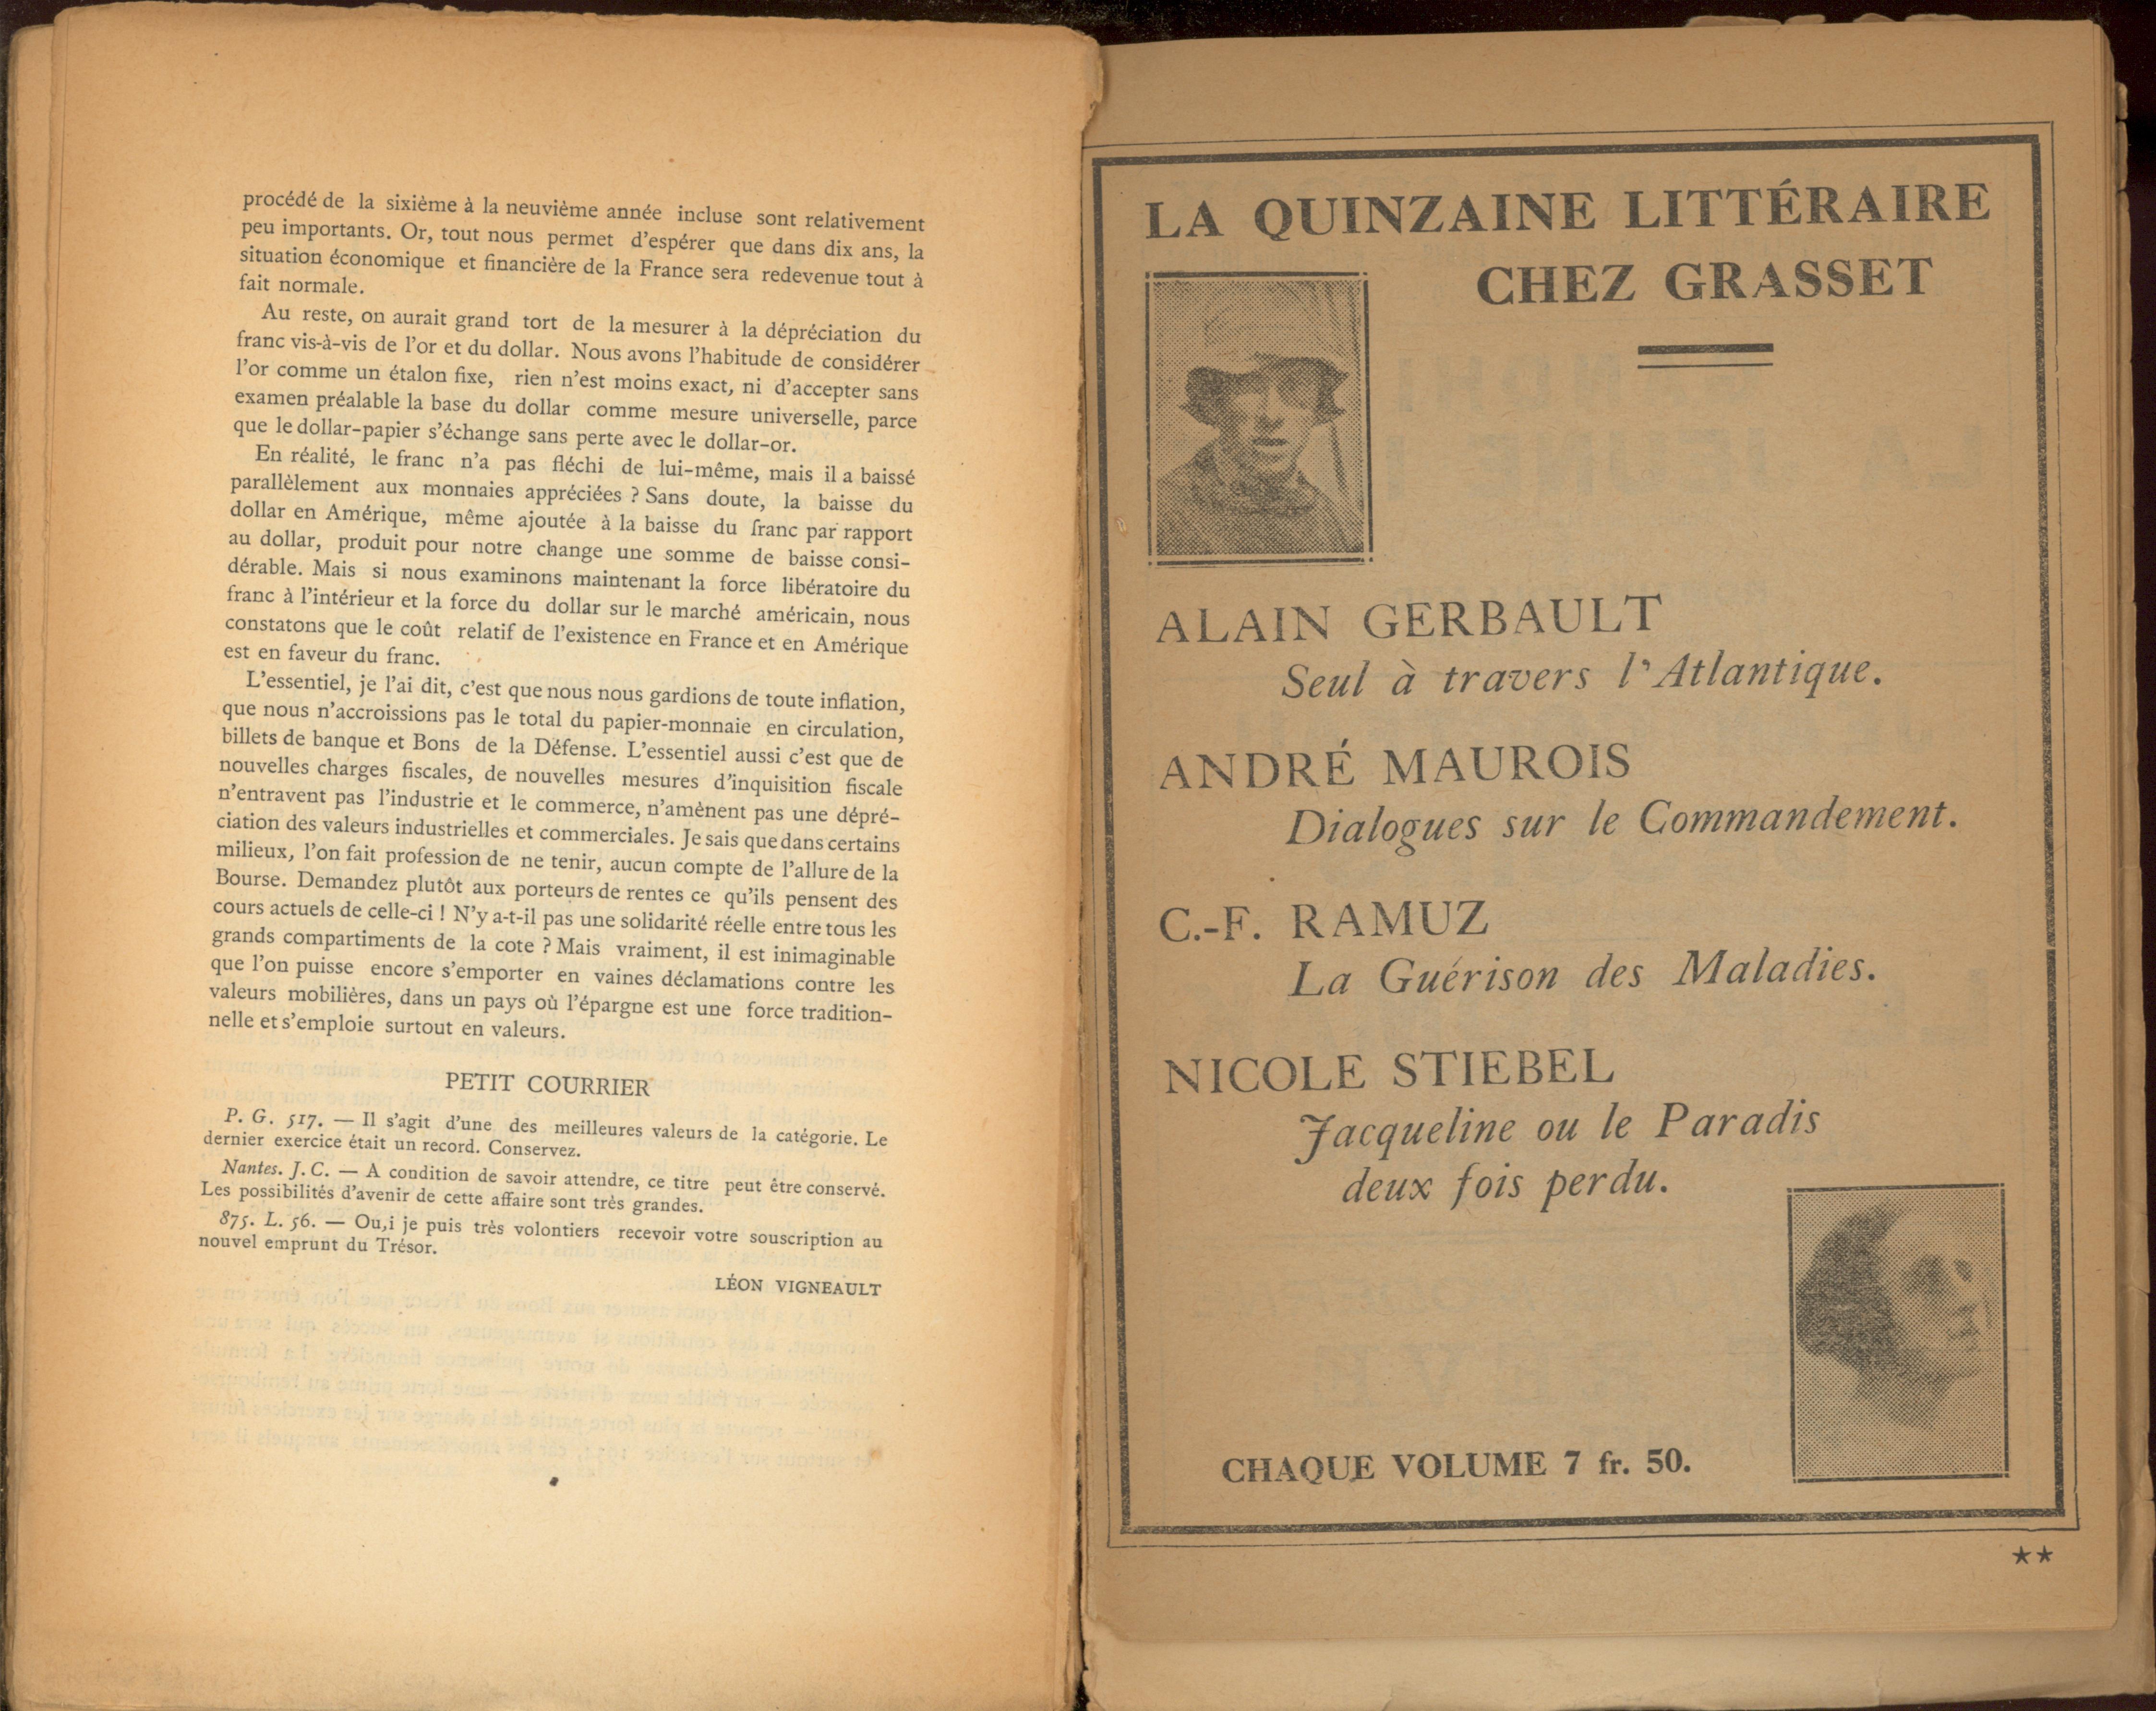 procédé de la sixième à la neuvième année incluse sont relativement
peu importants. Or, tout nous permet d'espérer que dans dix ans, la
situation économique et financière de la France sera redevenue tout à
fait normale.
Au reste, on aurait grand tort de la mesurer à la dépréciation du
franc vis-à-vis de l'or et du dollar. Nous avons l'habitude de considérer
l'or comme un étalon fixe, rien n'est moins exact, ni d'accepter sans
examen préalable la base du dollar comme mesure universelle, parce
que le dollar-papier s'échange sans perte avec le dollar-or.
En réalité, le franc n'a pas fléchi de lui-même, mais il a baissé
parallèlement aux monnaies appréciées ? Sans doute, la baisse du
dollar en Amérique, même ajoutée à la baisse du franc par rapport
au dollar, produit pour notre change une somme de baisse consi-
dérable. Mais si nous examinons maintenant la force libératoire du
franc à l'intérieur et la force du dollar sur le marché américain, nous
constatons que le coût relatif de l'existence en France et en Amérique
est en faveur du franc.
L'essentiel, je l'ai dit, c'est que nous nous gardions de toute inflation,
que nous n'accroissions pas le total du papier-monnaie en circulation,
billets de banque et Bons de la Défense. L'essentiel aussi c'est que de
nouvelles charges fiscales, de nouvelles mesures d'inquisition fiscale
n'entravent pas l'industrie et le commerce, n'amènent pas une dépré-
ciation des valeurs industrielles et commerciales. Je sais que dans certains
milieux, l'on fait profession de ne tenir, aucun compte de l'allure de la
Bourse. Demandez plutôt aux porteurs de rentes ce qu'ils pensent des
cours actuels de celle-ci ! N'y a-t-il pas une solidarité réelle entre tous les
grands compartiments de la cote ? Mais vraiment, il est inimaginable
que l'on puisse encore s'emporter en vaines déclamations contre les
valeurs mobilières, dans un pays où l'épargne est une force tradition-
nelle et s'emploie surtout en valeurs.
PETIT COURRIER
P. G. 517. — Il s'agit d'une des meilleures valeurs de la catégorie. Le
dernier exercice était un record. Conservez.
Nantes. J. C. — A condition de savoir attendre, ce titre peut être conservé.
Les possibilités d'avenir de cette affaire sont très grandes.
875. L. 56. — Ou,i je puis très volontiers recevoir votre souscription au
nouvel emprunt du Trésor.
LÉON VIGNEAULT
LA QUINZAINE LITTÉRAIRE
CHEZ GRASSET
ALAIN GERBAULT
Seul à travers l'Atlantique.
ANDRÉ MAUROIS
Dialogues sur le Commandement.
C.-F. RAMUZ
La Guérison des Maladies.
NICOLE STIEBEL
Jacqueline ou le Paradis
deux fois perdu.
CHAQUE VOLUME 7 fr. 50.
★★